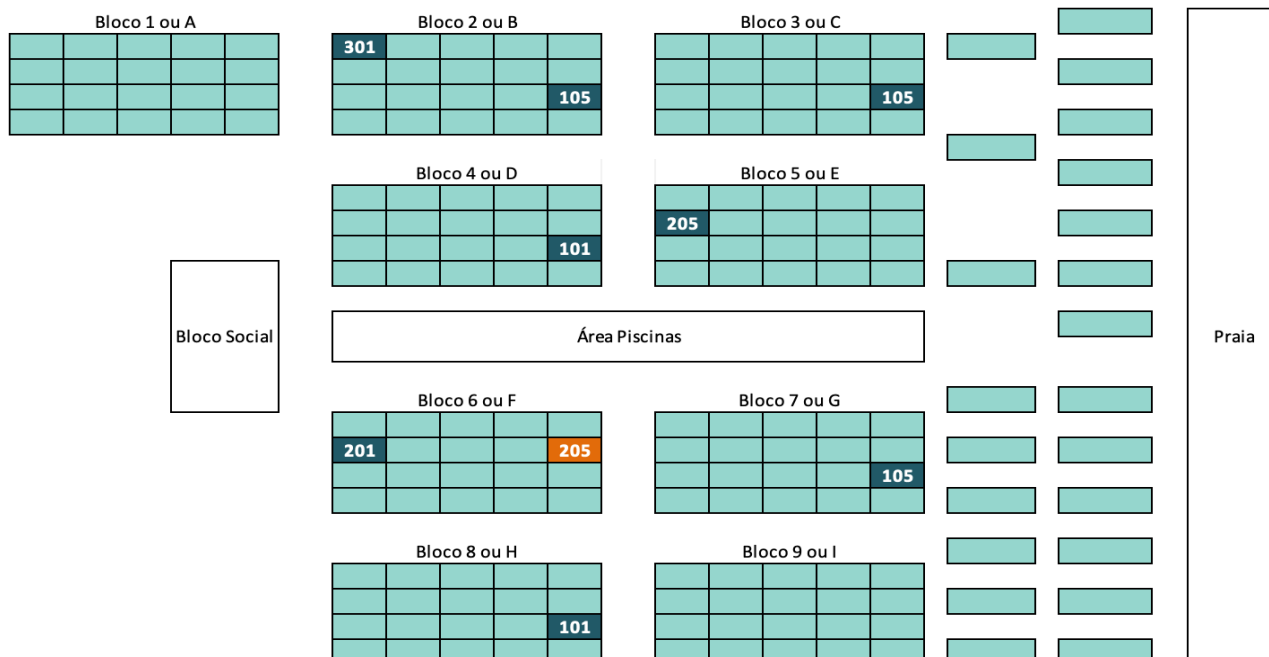 Bloco 1 ou A
Bloco 2 ou B
Bloco 3 ou C
301
105
105
Bloco 4 ou D
Bloco 5 ou E
205
101
Bloco Social
Área Piscinas
Praia
Bloco 6 ou F
Bloco 7 ou G
201
205
105
Bloco 8 ou H
Bloco 9 ou I
101